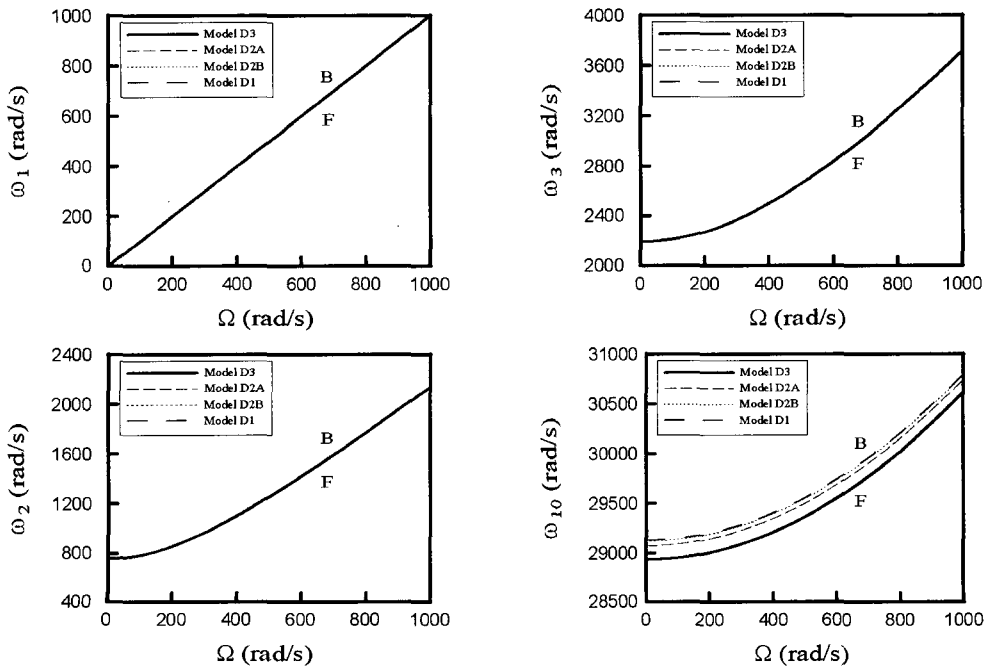 1000
800
600
400
200
0
ω1 (rad/s)
Model D3
Model D2A
Model D2B
Model D1
B
F
0 200 400 600 800 1000
Ω (rad/s)
4000
3600
3200
2800
2400
2000
ω3 (rad/s)
Model D3
Model D2A
Model D2B
Model D1
B
F
0 200 400 600 800 1000
Ω (rad/s)
2400
2000
1600
1200
800
400
ω2 (rad/s)
Model D3
Model D2A
Model D2B
Model D1
B
F
0 200 400 600 800 1000
Ω (rad/s)
31000
30500
30000
29500
29000
28500
ω10 (rad/s)
Model D3
Model D2A
Model D2B
Model D1
B
F
0 200 400 600 800 1000
Ω (rad/s)